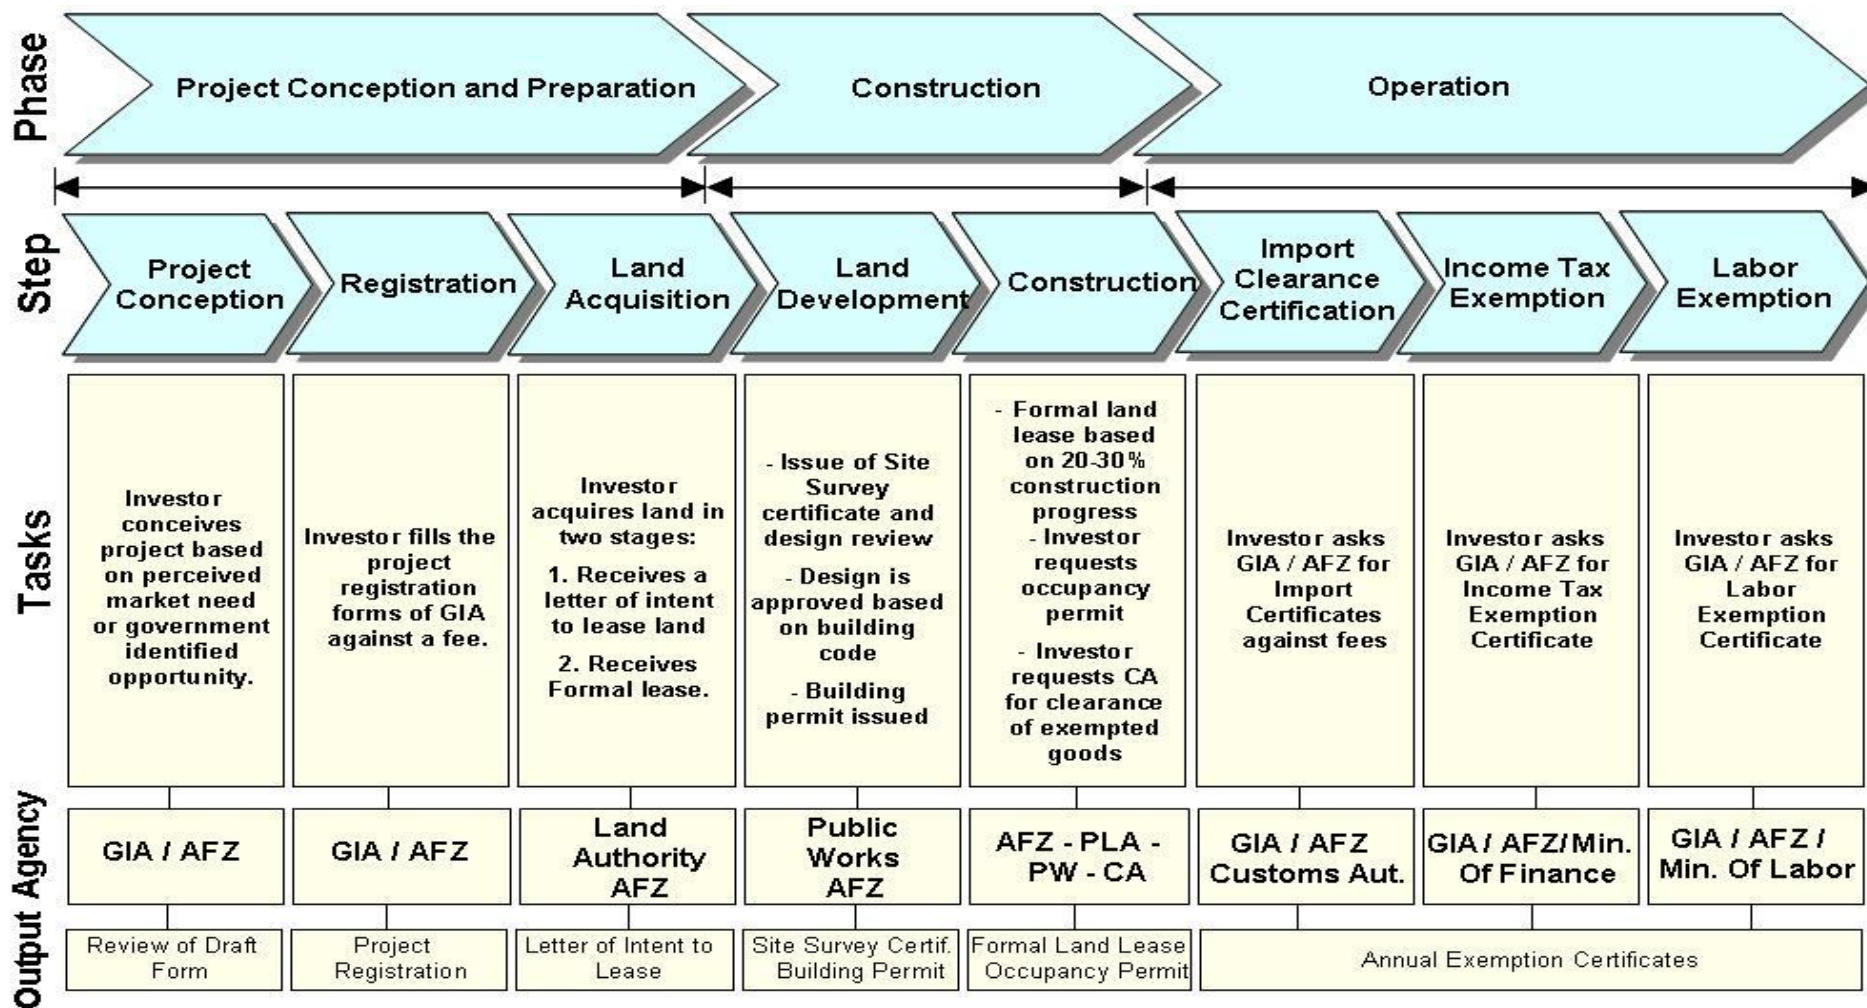 Phase
Project Conception and Preparation
Construction
Operation
Step
Project
Conception
Registration
Land
Acquisition
Land
Development
Construction
Import
Clearance
Certification
Income Tax
Exemption
Labor
Exemption
Tasks
Investor
conceives
project based
on perceived
market need
or government
identified
opportunity.
Investor fills the
project
registration
forms of GIA
against a fee.
Investor
acquires land in
two stages:
1. Receives a
letter of intent
to lease land
2. Receives
Formal lease.
- Issue of Site
Survey
certificate and
design review
- Design is
approved based
on building
code
- Building
permit issued
- Formal land
lease based
on 20-30%
construction
progress
- Investor
requests
occupancy
permit
- Investor
requests CA
for clearance
of exempted
goods
Investor asks
GIA / AFZ for
Import
Certificates
against fees
Investor asks
GIA / AFZ for
Income Tax
Exemption
Certificate
Investor asks
GIA / AFZ for
Labor
Exemption
Certificate
Agency
GIA / AFZ
GIA / AFZ
Land
Authority
AFZ
Public
Works
AFZ
AFZ - PLA -
PW - CA
GIA / AFZ
Customs Aut.
GIA / AFZ/Min.
Of Finance
GIA / AFZ /
Min. Of Labor
Output
Review of Draft
Form
Project
Registration
Letter of Intent to
Lease
Site Survey Certif.
Building Permit
Formal Land Lease
Occupancy Permit
Annual Exemption Certificates